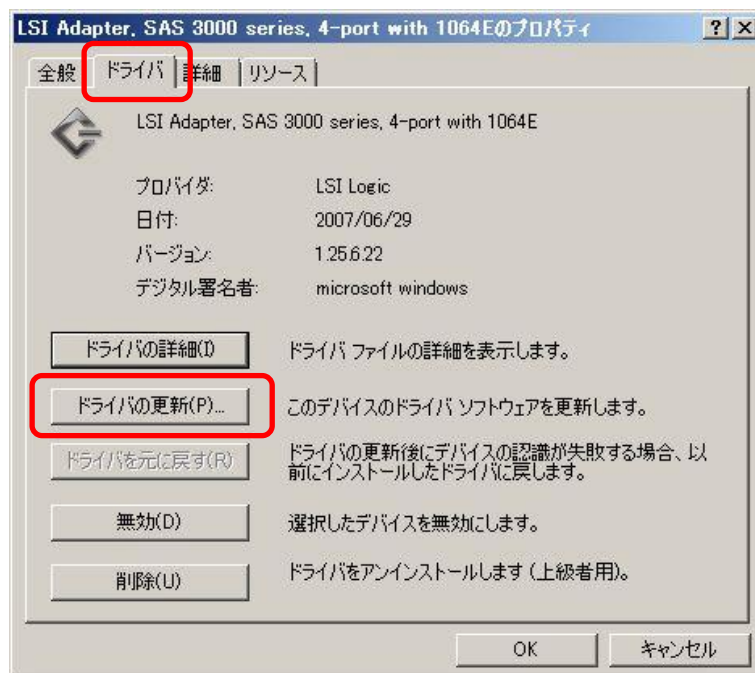 LSI Adapter, SAS 3000 series, 4-port with 1064Eのプロパティ
全般 ドライバ 詳細 リソース
LSI Adapter, SAS 3000 series, 4-port with 1064E
プロバイダ: LSI Logic
日付: 2007/06/29
バージョン: 1.25.6.22
デジタル署名者: microsoft windows
ドライバの詳細(I) ドライバ ファイルの詳細を表示します。
ドライバの更新(P)... このデバイスのドライバ ソフトウェアを更新します。
ドライバを元に戻す(R) ドライバの更新後にデバイスの認識が失敗する場合、以
前にインストールしたドライバに戻します。
無効(D) 選択したデバイスを無効にします。
削除(U) ドライバをアンインストールします (上級者用)。
OK キャンセル